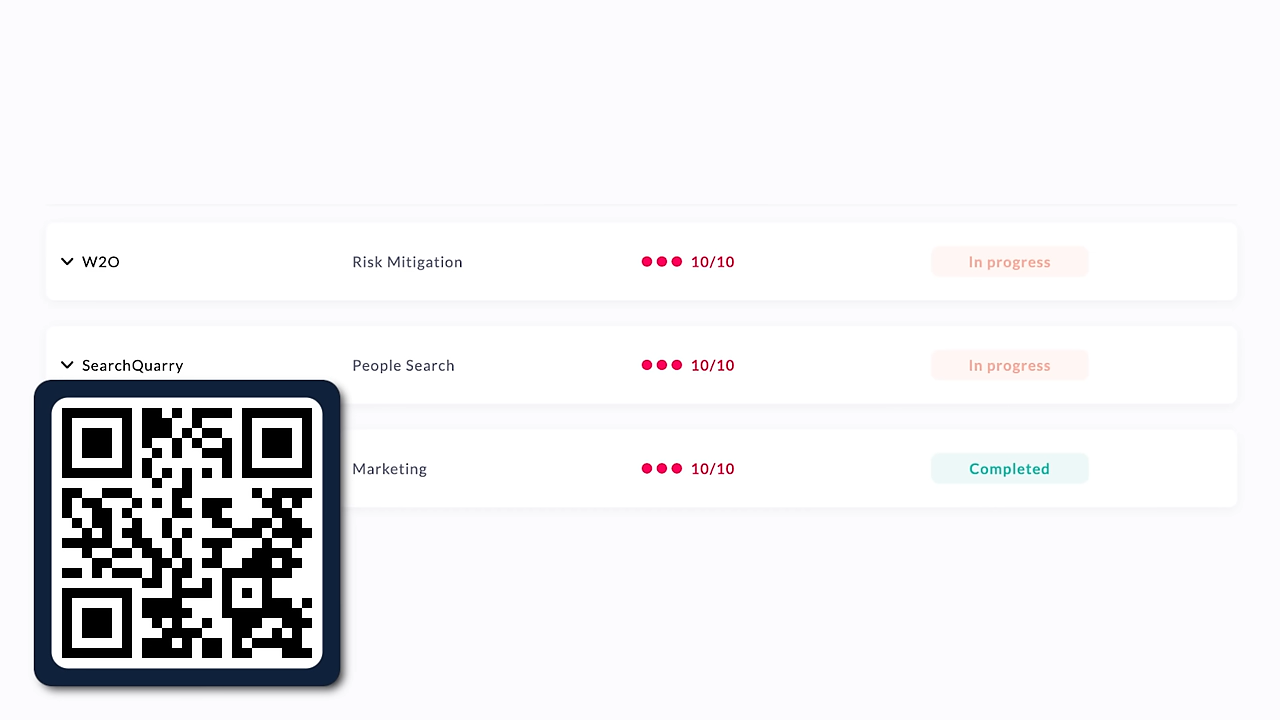 W2O Risk Mitigation 10/10 In progress
SearchQuarry People Search 10/10 In progress
Marketing 10/10 Completed